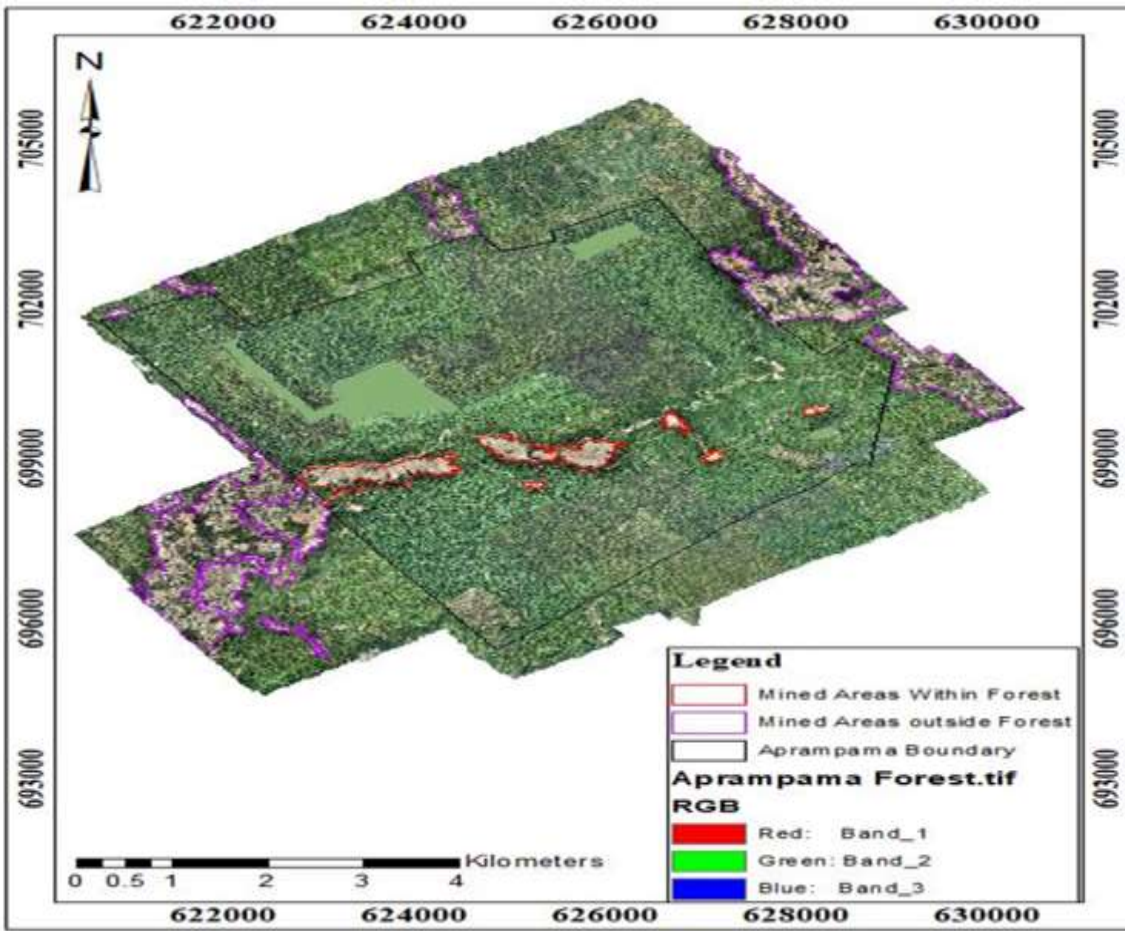 622000 624000 626000 628000 630000
N
705000 705000
702000 702000
699000 699000
696000 696000
693000 693000
Legend
Mined Areas Within Forest
Mined Areas outside Forest
Aprampama Boundary
Aprampama Forest.tif
RGB
Red: Band_1
Green: Band_2
Blue: Band_3
Kilometers
0 0.5 1 2 3 4
622000 624000 626000 628000 630000